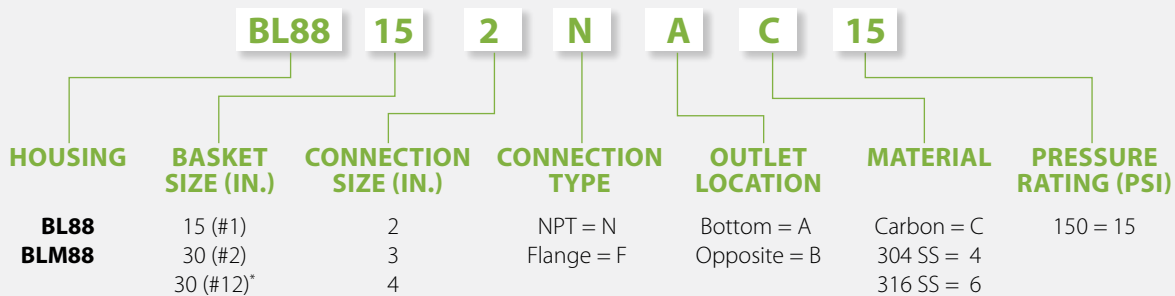 BL88 15 2 N A C 15
HOUSING BASKET SIZE (IN.) CONNECTION SIZE (IN.) CONNECTION TYPE OUTLET LOCATION MATERIAL PRESSURE RATING (PSI)
BL88 15 (#1) 2 NPT = N Bottom = A Carbon = C 150 = 15
BLM88 30 (#2) 3 Flange = F Opposite = B 304 SS = 4
30 (#12)* 4 316 SS = 6